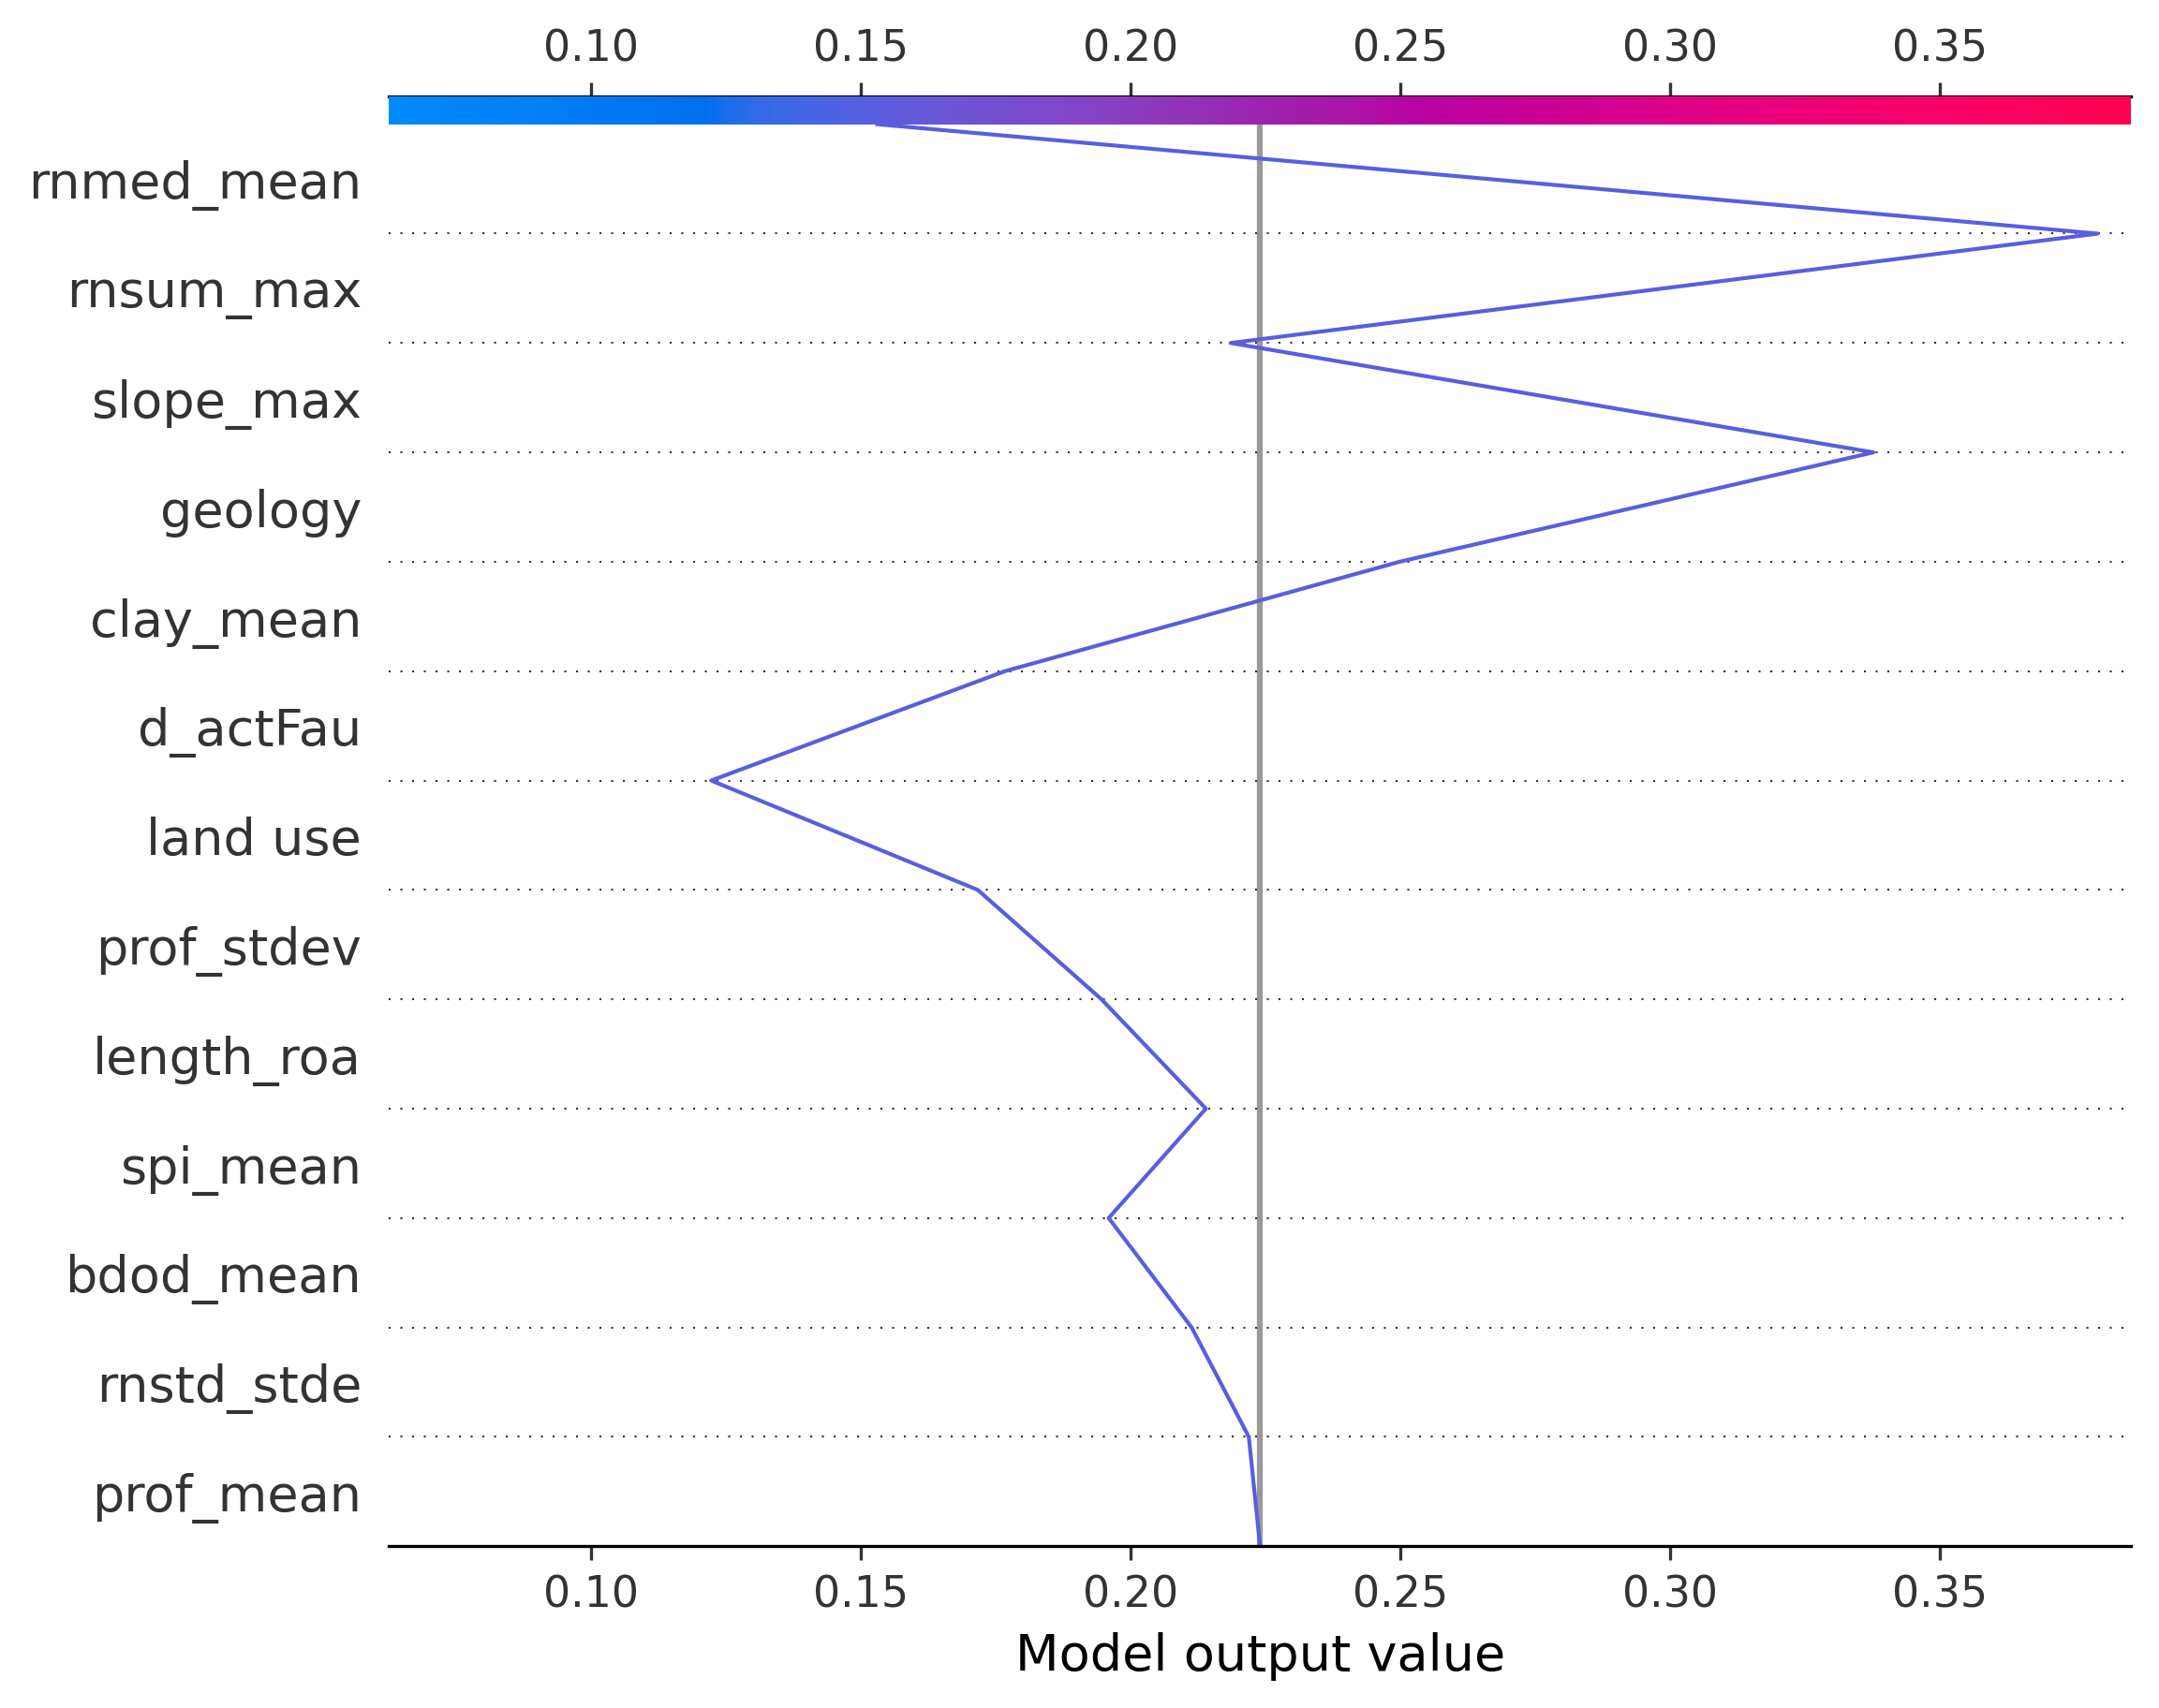 0.10 0.15 0.20 0.25 0.30 0.35
rnmed_mean
rnsum_max
slope_max
geology
clay_mean
d_actFau
land use
prof_stdev
length_roa
spi_mean
bdod_mean
rnstd_stde
prof_mean
0.10 0.15 0.20 0.25 0.30 0.35
Model output value